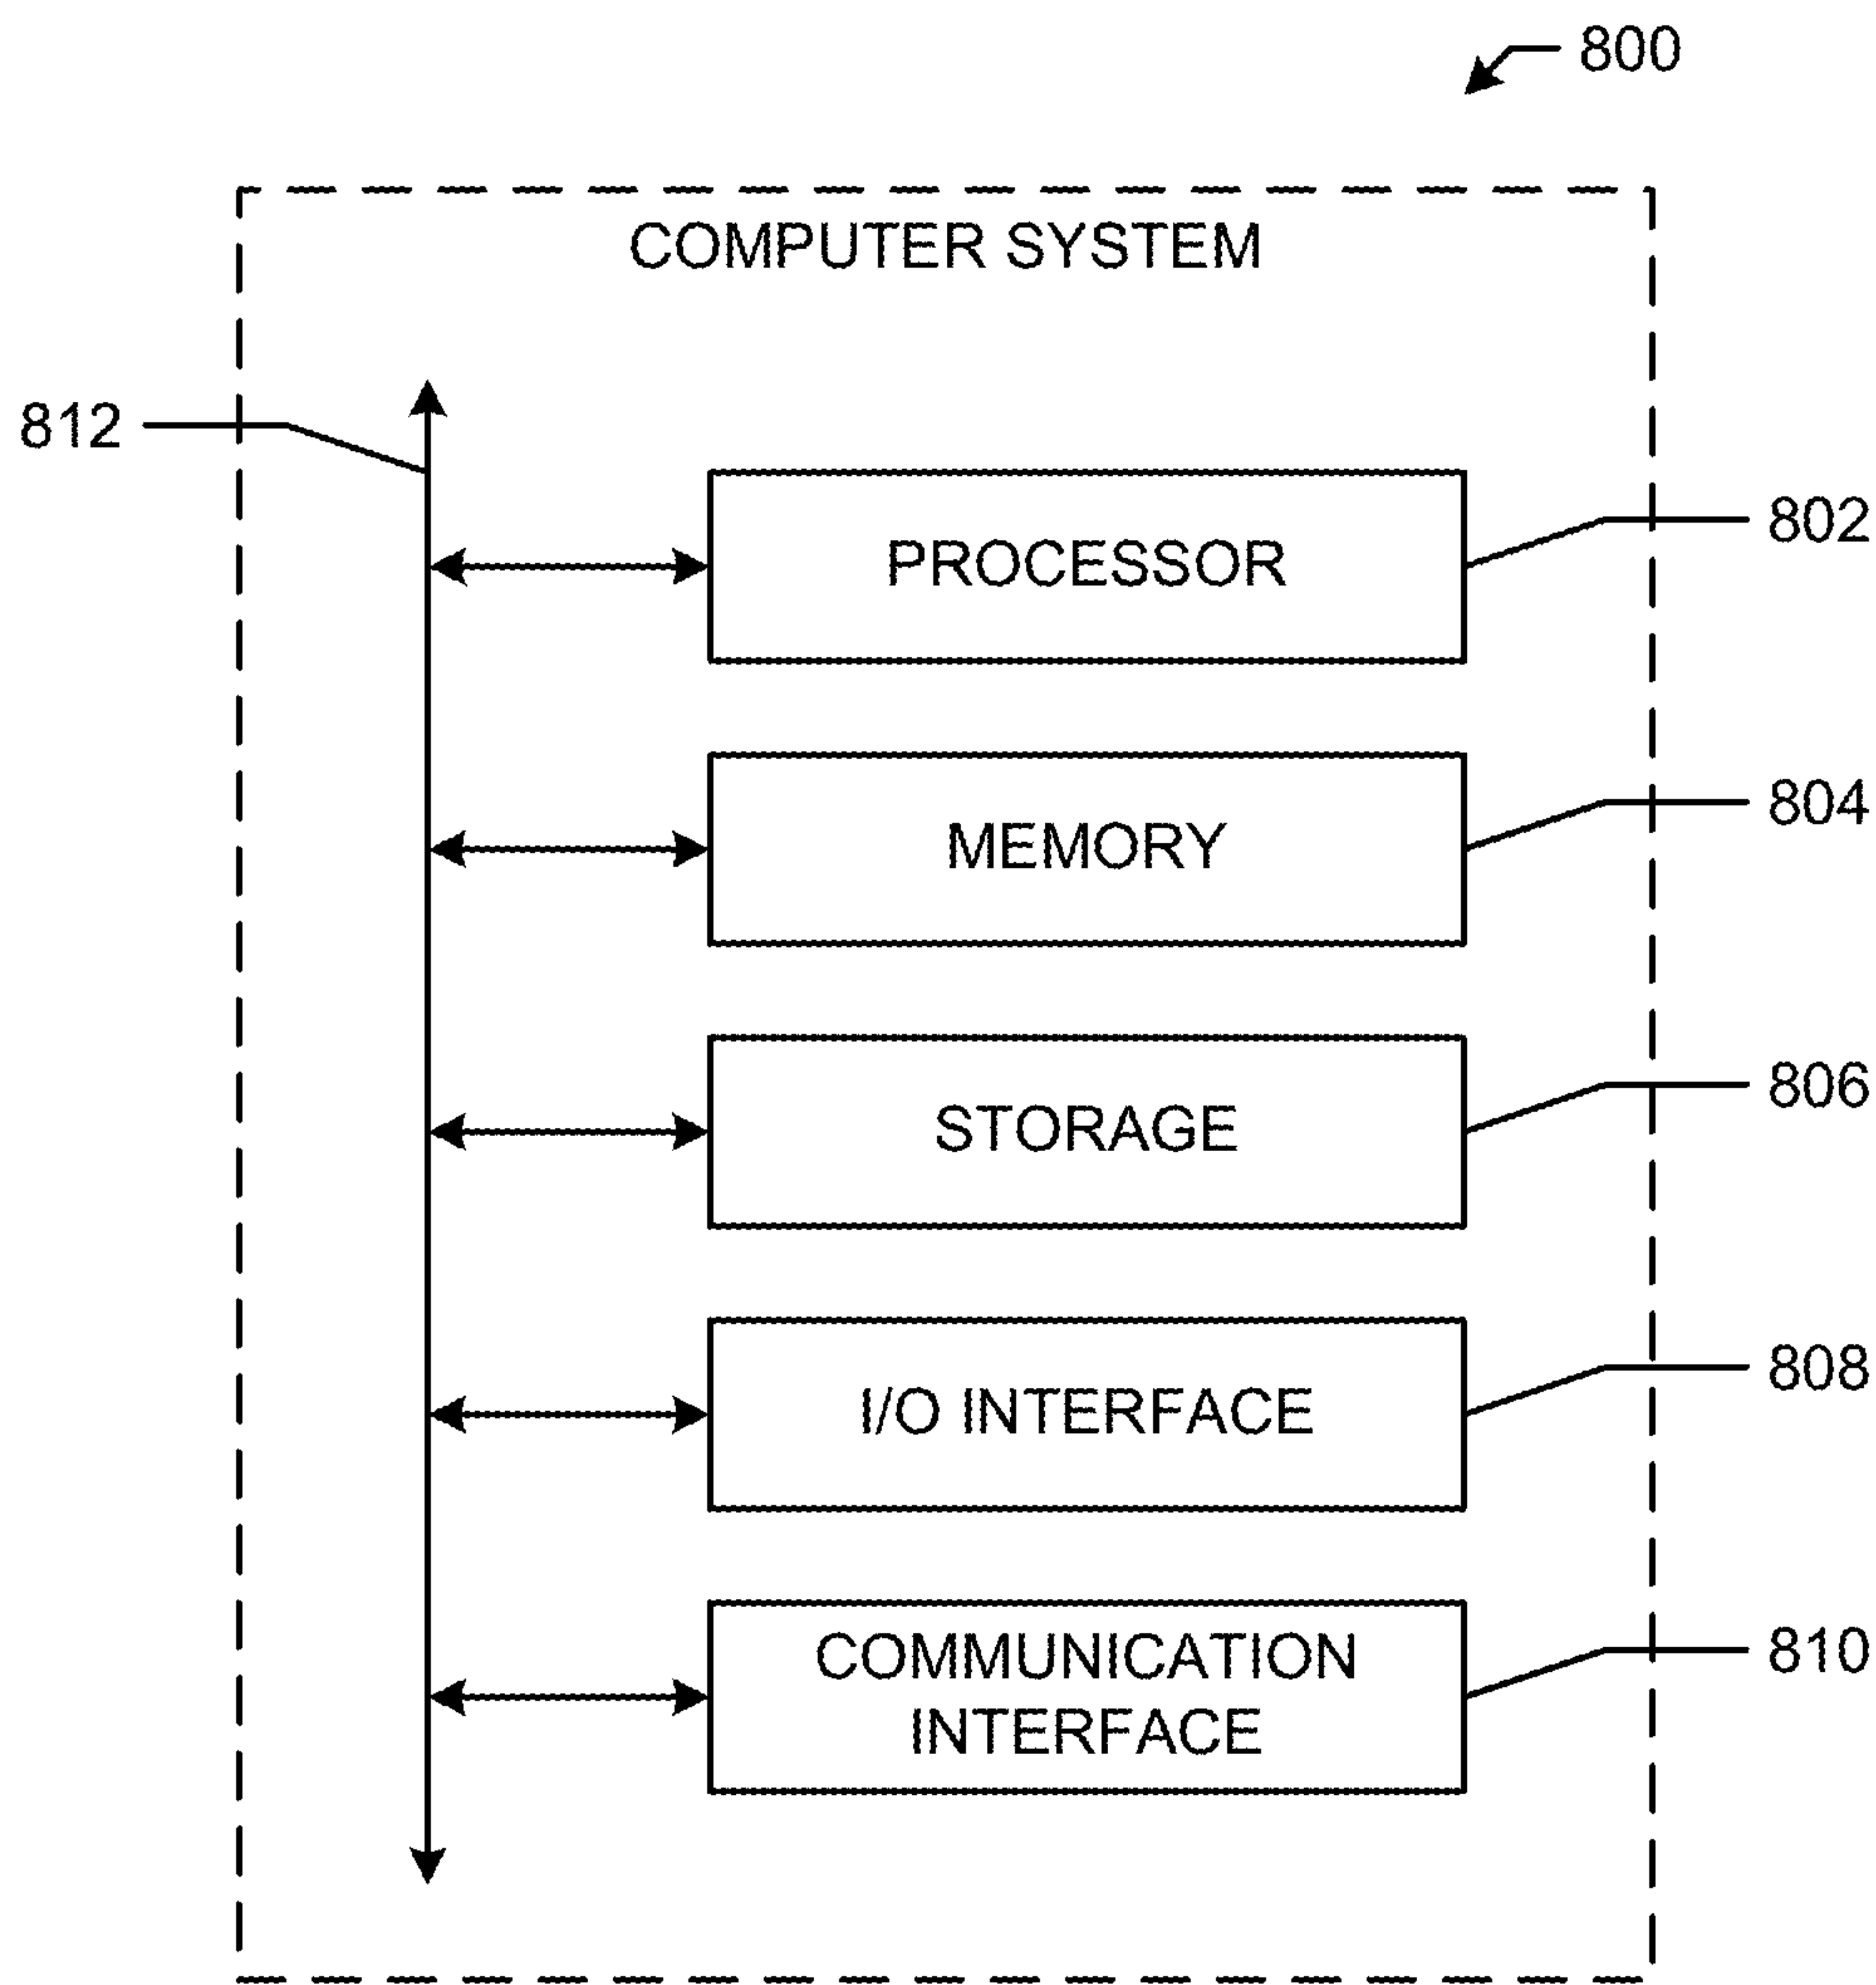 800
COMPUTER SYSTEM
812
PROCESSOR
802
MEMORY
804
STORAGE
806
I/O INTERFACE
808
COMMUNICATION
INTERFACE
810